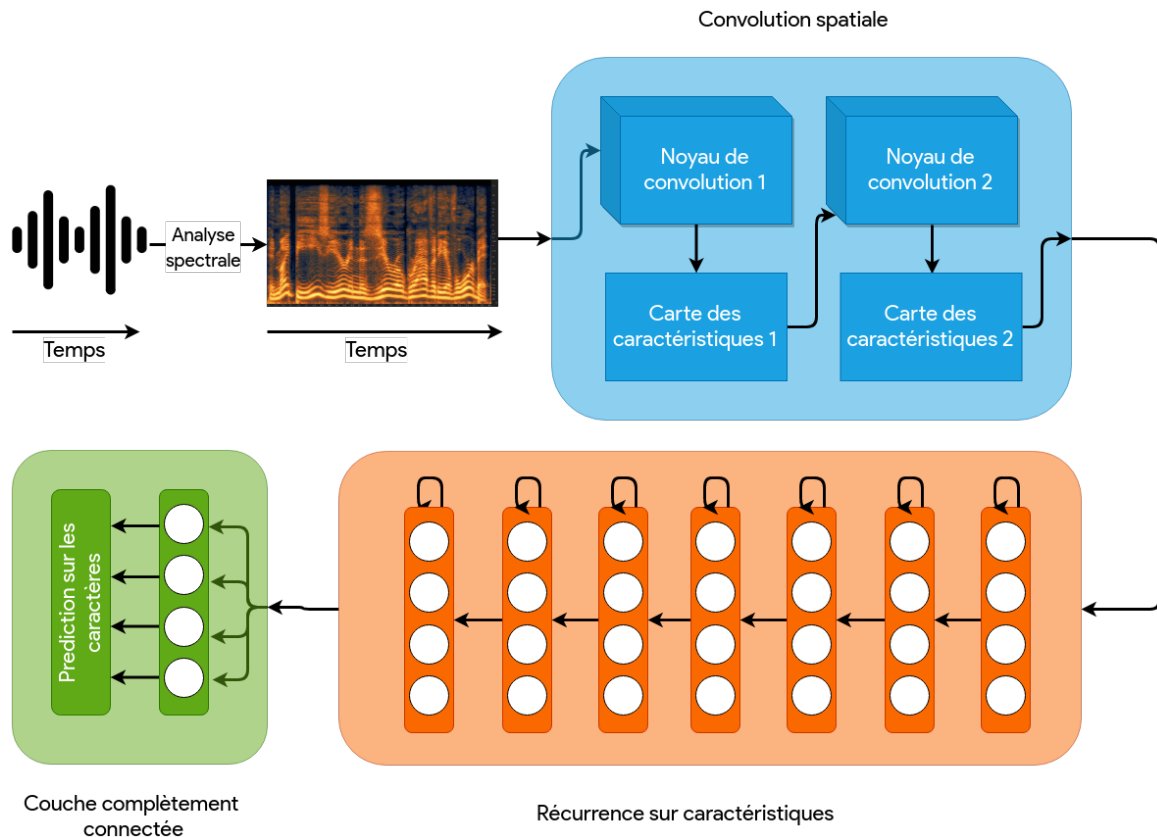 Convolution spatiale
Noyau de
convolution 1
Noyau de
convolution 2
Analyse
spectrale
Carte des
caractéristiques 1
Carte des
caractéristiques 2
Temps
Temps
Prediction sur les
caractères
Couche complètement
connectée
Récurrence sur caractéristiques